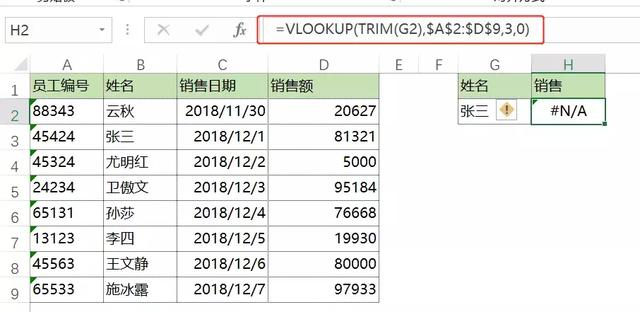 H2 fx =VLOOKUP(TRIM(G2),$A$2:$D$9,3,0)
A B C D E F G H
1 员工编号 姓名 销售日期 销售额 姓名 销售
2 88343 云秋 2018/11/30 20627 张三 #N/A
3 45424 张三 2018/12/1 81321
4 45324 尤明红 2018/12/2 5000
5 24234 卫傲文 2018/12/3 95184
6 65131 孙莎 2018/12/4 76668
7 13123 李四 2018/12/5 19930
8 45563 王文静 2018/12/6 80000
9 65533 施冰露 2018/12/7 97933